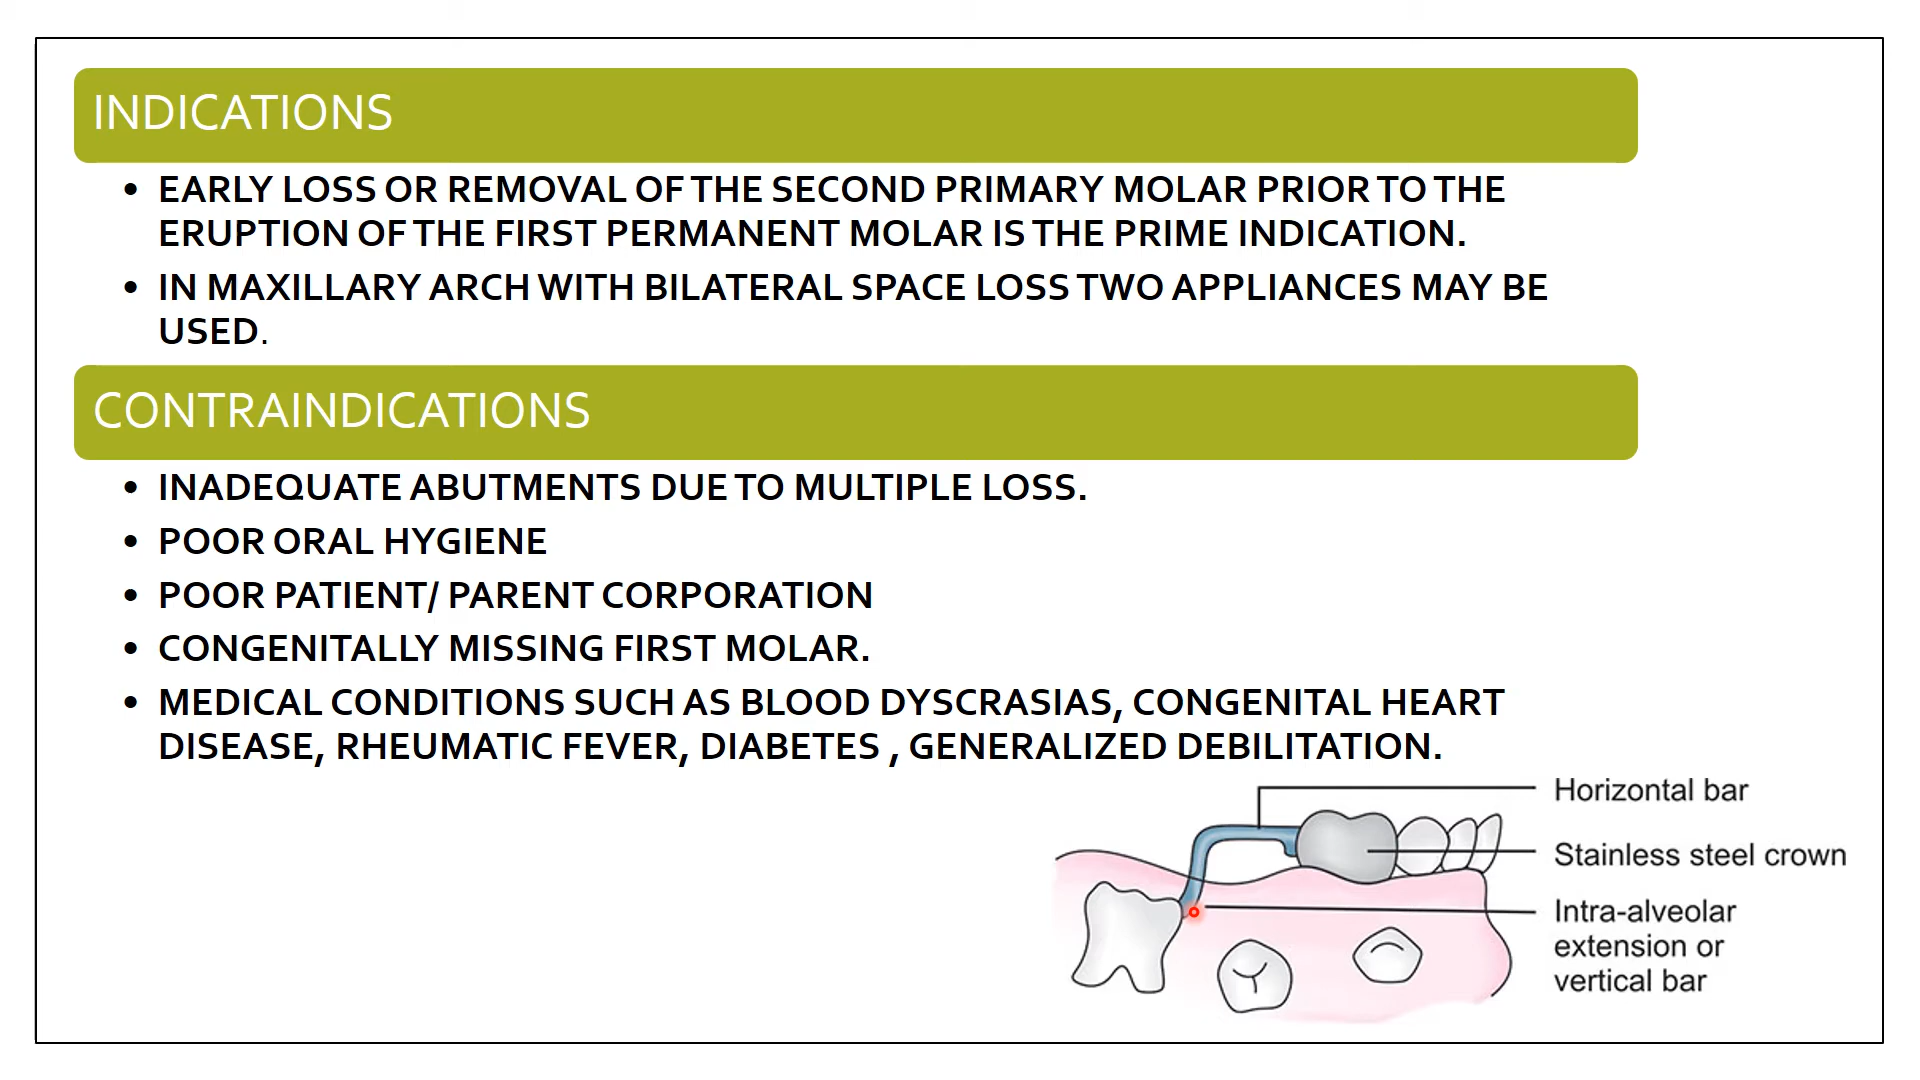 INDICATIONS
• EARLY LOSS OR REMOVAL OF THE SECOND PRIMARY MOLAR PRIOR TO THE
ERUPTION OF THE FIRST PERMANENT MOLAR IS THE PRIME INDICATION.
• IN MAXILLARY ARCH WITH BILATERAL SPACE LOSS TWO APPLIANCES MAY BE
USED.
CONTRAINDICATIONS
• INADEQUATE ABUTMENTS DUE TO MULTIPLE LOSS.
• POOR ORAL HYGIENE
• POOR PATIENT/ PARENT CORPORATION
• CONGENITALLY MISSING FIRST MOLAR.
• MEDICAL CONDITIONS SUCH AS BLOOD DYSCRASIAS, CONGENITAL HEART
DISEASE, RHEUMATIC FEVER, DIABETES , GENERALIZED DEBILITATION.
Horizontal bar
Stainless steel crown
Intra-alveolar
extension or
vertical bar